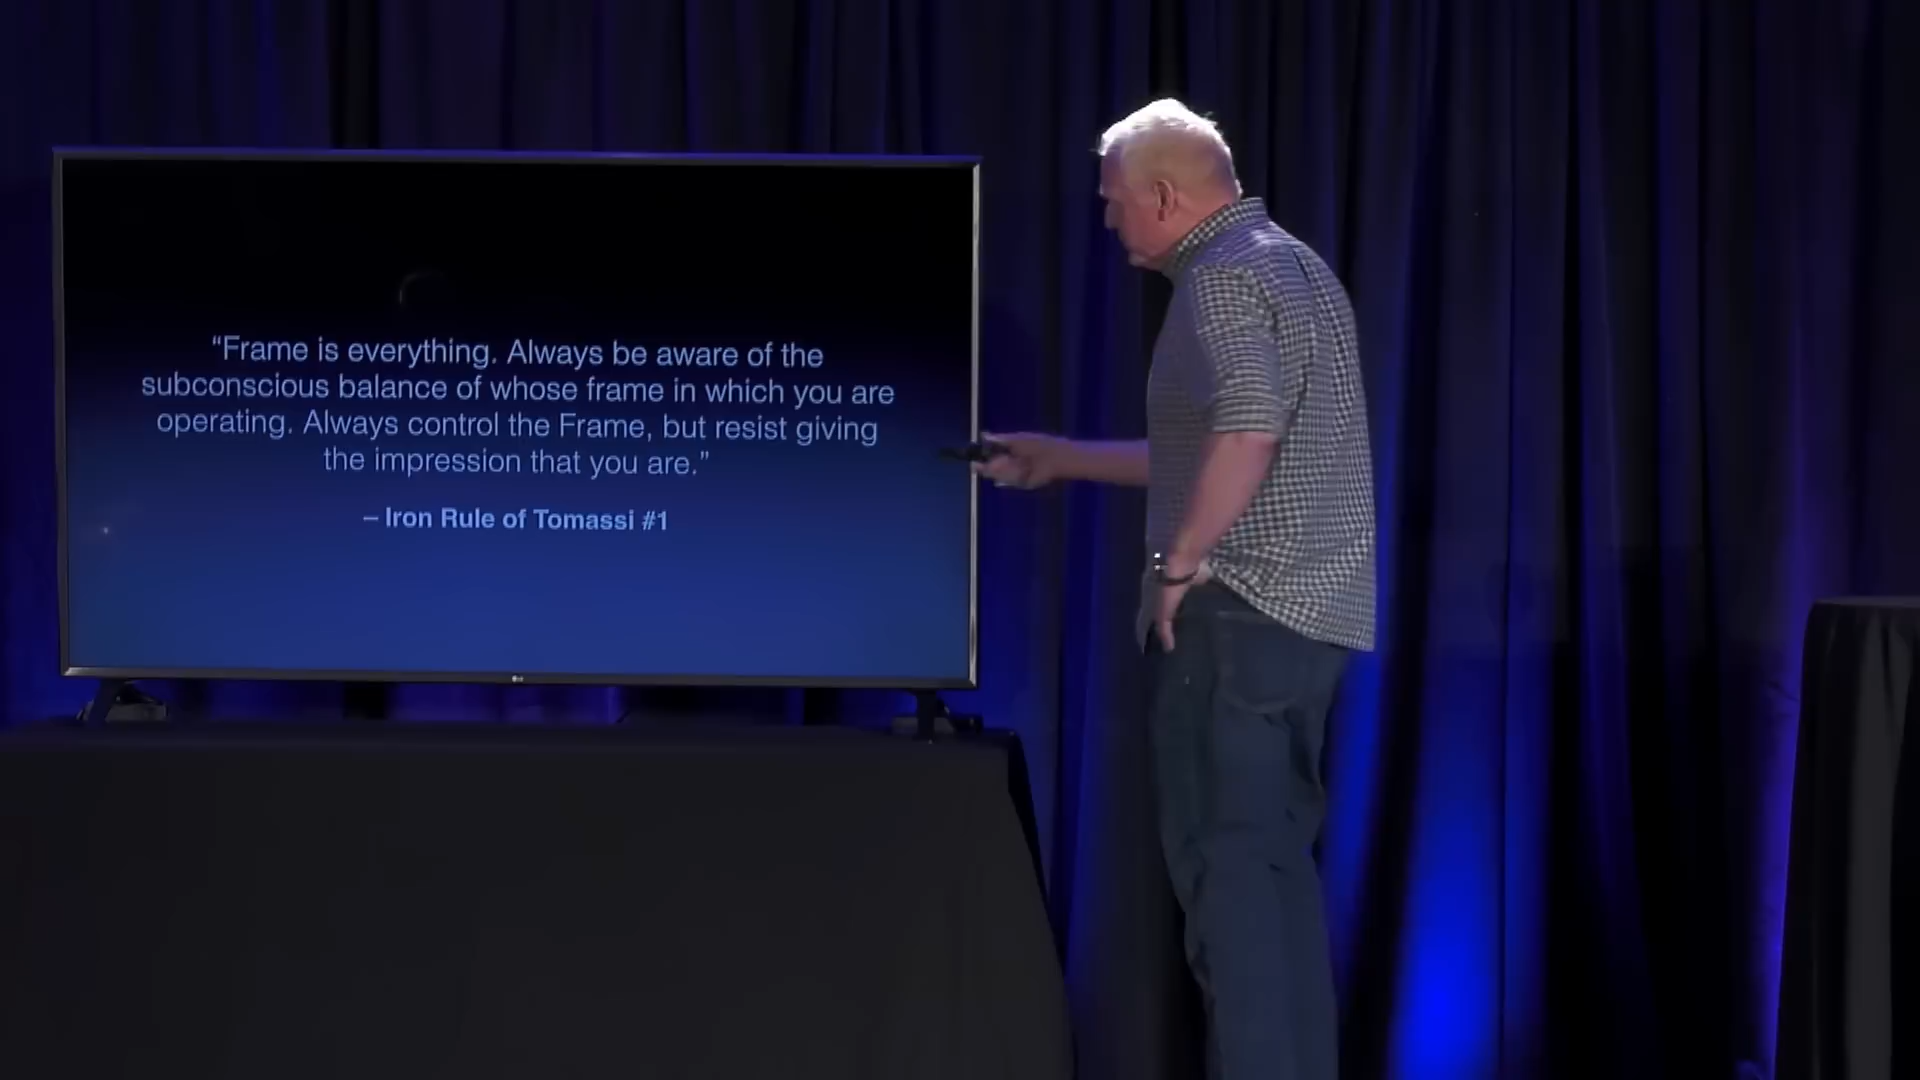 “Frame is everything. Always be aware of the
subconscious balance of whose frame in which you are
operating. Always control the Frame, but resist giving
the impression that you are.”
– Iron Rule of Tomassi #1
LG